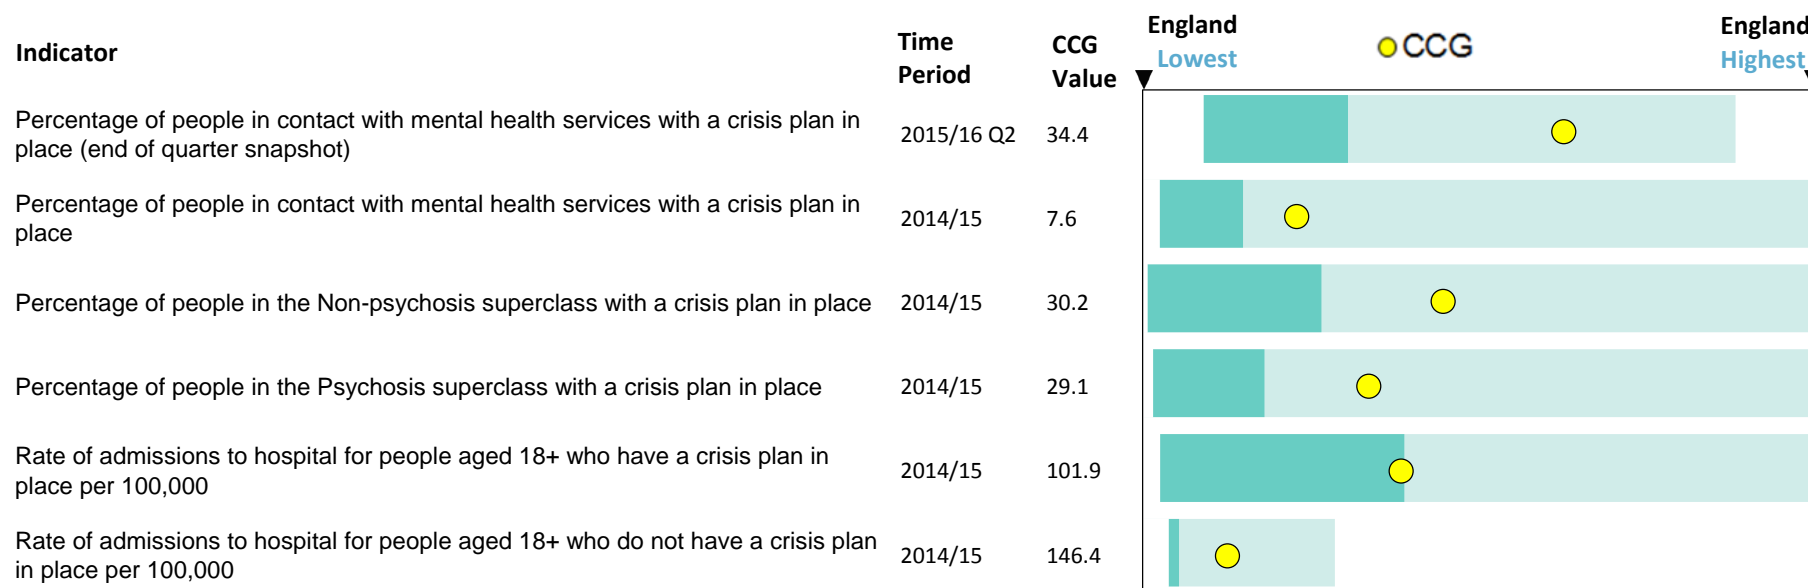 Indicator
Time
Period
CCG
Value
England
Lowest
CCG
England
Highest
Percentage of people in contact with mental health services with a crisis plan in
place (end of quarter snapshot)
2015/16 Q2
34.4
Percentage of people in contact with mental health services with a crisis plan in
place
2014/15
7.6
Percentage of people in the Non-psychosis superclass with a crisis plan in place
2014/15
30.2
Percentage of people in the Psychosis superclass with a crisis plan in place
2014/15
29.1
Rate of admissions to hospital for people aged 18+ who have a crisis plan in
place per 100,000
2014/15
101.9
Rate of admissions to hospital for people aged 18+ who do not have a crisis plan
in place per 100,000
2014/15
146.4